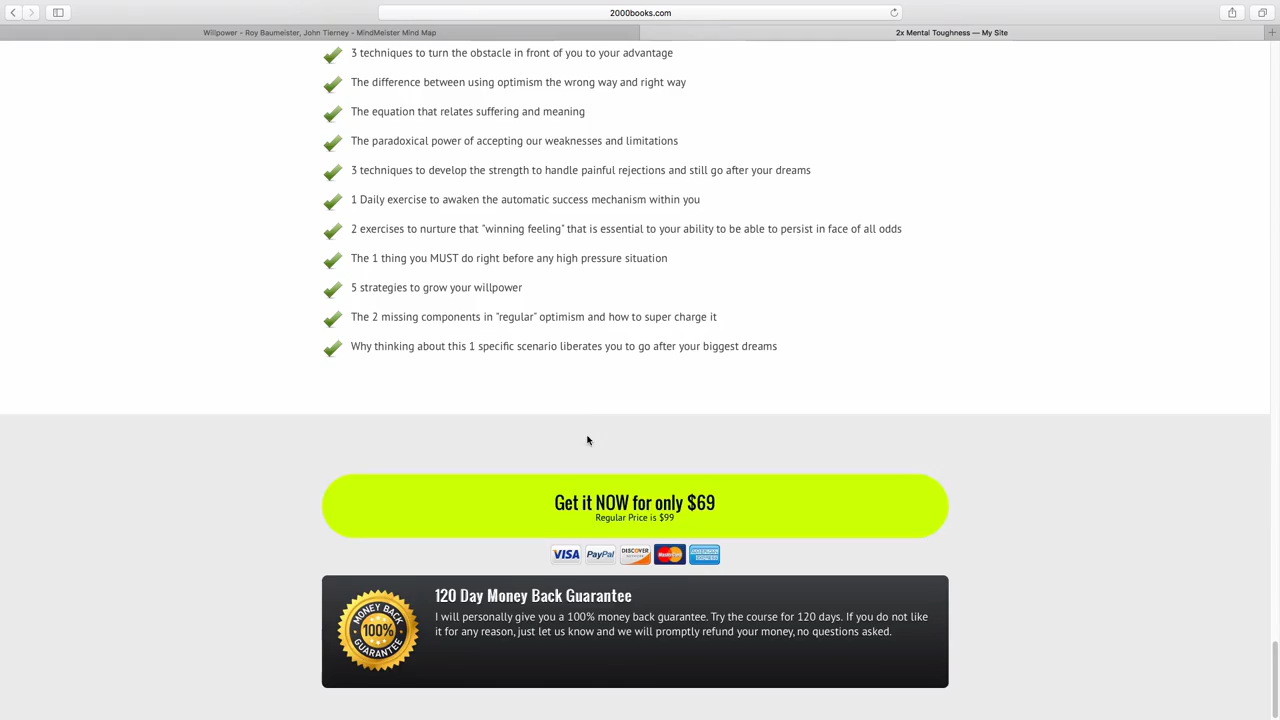 2000books.com
Willpower - Roy Baumeister, John Tierney - MindMeister Mind Map
2x Mental Toughness — My Site
3 techniques to turn the obstacle in front of you to your advantage
The difference between using optimism the wrong way and right way
The equation that relates suffering and meaning
The paradoxical power of accepting our weaknesses and limitations
3 techniques to develop the strength to handle painful rejections and still go after your dreams
1 Daily exercise to awaken the automatic success mechanism within you
2 exercises to nurture that "winning feeling" that is essential to your ability to be able to persist in face of all odds
The 1 thing you MUST do right before any high pressure situation
5 strategies to grow your willpower
The 2 missing components in "regular" optimism and how to super charge it
Why thinking about this 1 specific scenario liberates you to go after your biggest dreams
Get it NOW for only $69
Regular Price is $99
VISA PayPal DISCOVER MasterCard AMERICAN EXPRESS
120 Day Money Back Guarantee
I will personally give you a 100% money back guarantee. Try the course for 120 days. If you do not like
it for any reason, just let us know and we will promptly refund your money, no questions asked.
MONEY BACK
100%
GUARANTEE